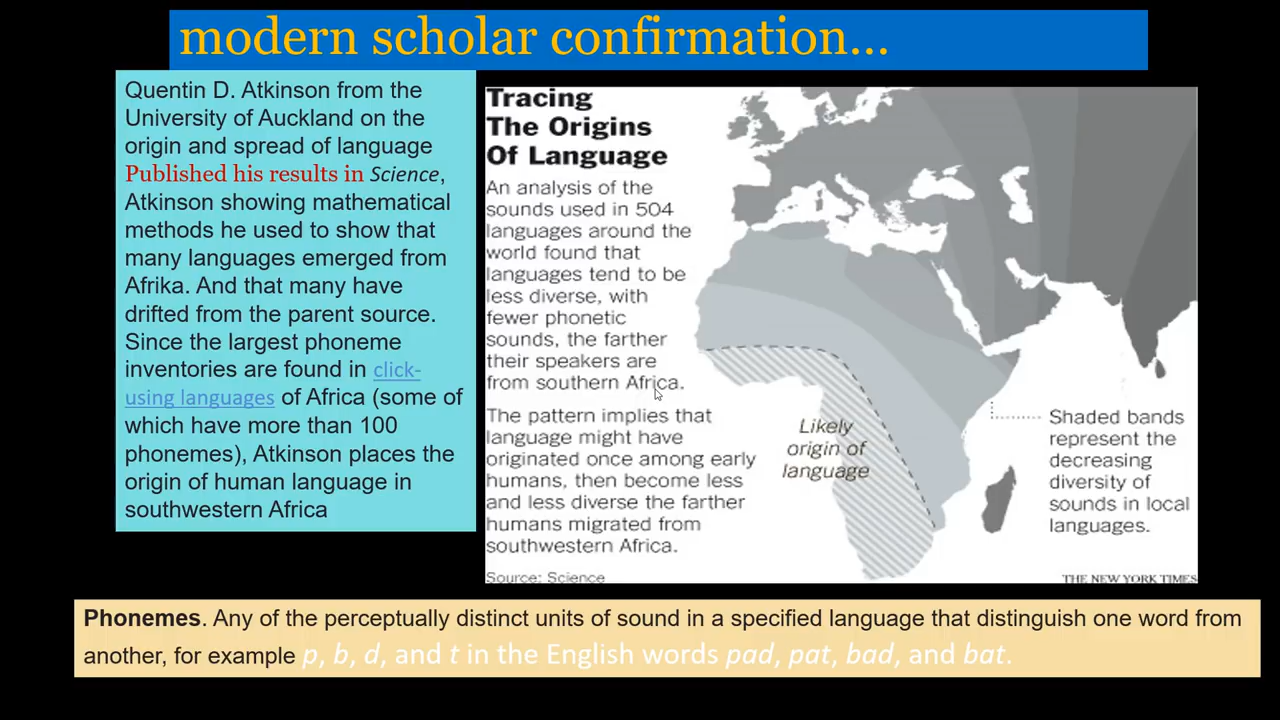 modern scholar confirmation...
Quentin D. Atkinson from the
University of Auckland on the
origin and spread of language
Published his results in Science,
Atkinson showing mathematical
methods he used to show that
many languages emerged from
Afrika. And that many have
drifted from the parent source.
Since the largest phoneme
inventories are found in click-
using languages of Africa (some of
which have more than 100
phonemes), Atkinson places the
origin of human language in
southwestern Africa
Tracing
The Origins
Of Language
An analysis of the
sounds used in 504
languages around the
world found that
languages tend to be
less diverse, with
fewer phonetic
sounds, the farther
their speakers are
from southern Africa.
The pattern implies that
language might have
originated once among early
humans, then become less
and less diverse the farther
humans migrated from
southwestern Africa.
Source: Science
Likely
origin of
language
Shaded bands
represent the
decreasing
diversity of
sounds in local
languages.
THE NEW YORK TIMES
Phonemes. Any of the perceptually distinct units of sound in a specified language that distinguish one word from
another, for example p, b, d, and t in the English words pad, pat, bad, and bat.